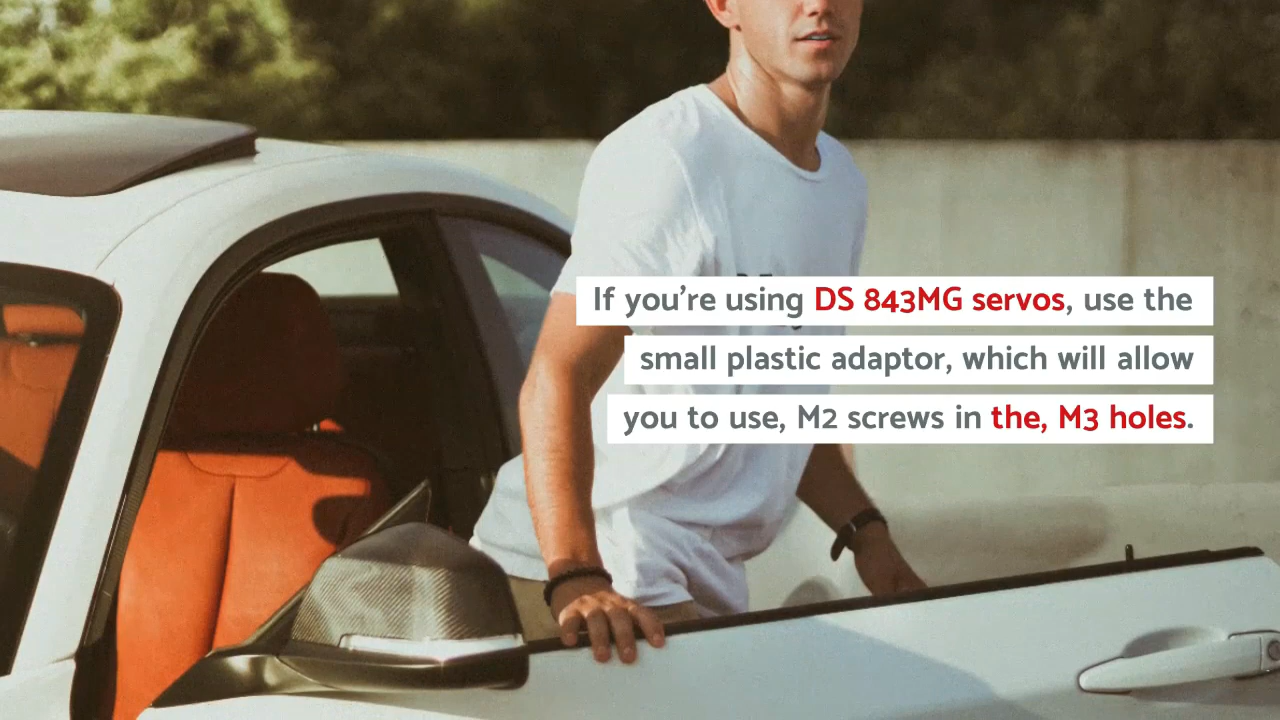 If you're using DS 843MG servos, use the
small plastic adaptor, which will allow
you to use, M2 screws in the, M3 holes.